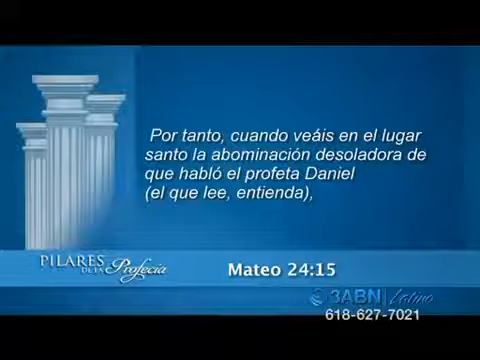 Por tanto, cuando veáis en el lugar
santo la abominación desoladora de
que habló el profeta Daniel
(el que lee, entienda),
PILARES
DE LA Profecía
Mateo 24:15
3ABN Latino
618-627-7021